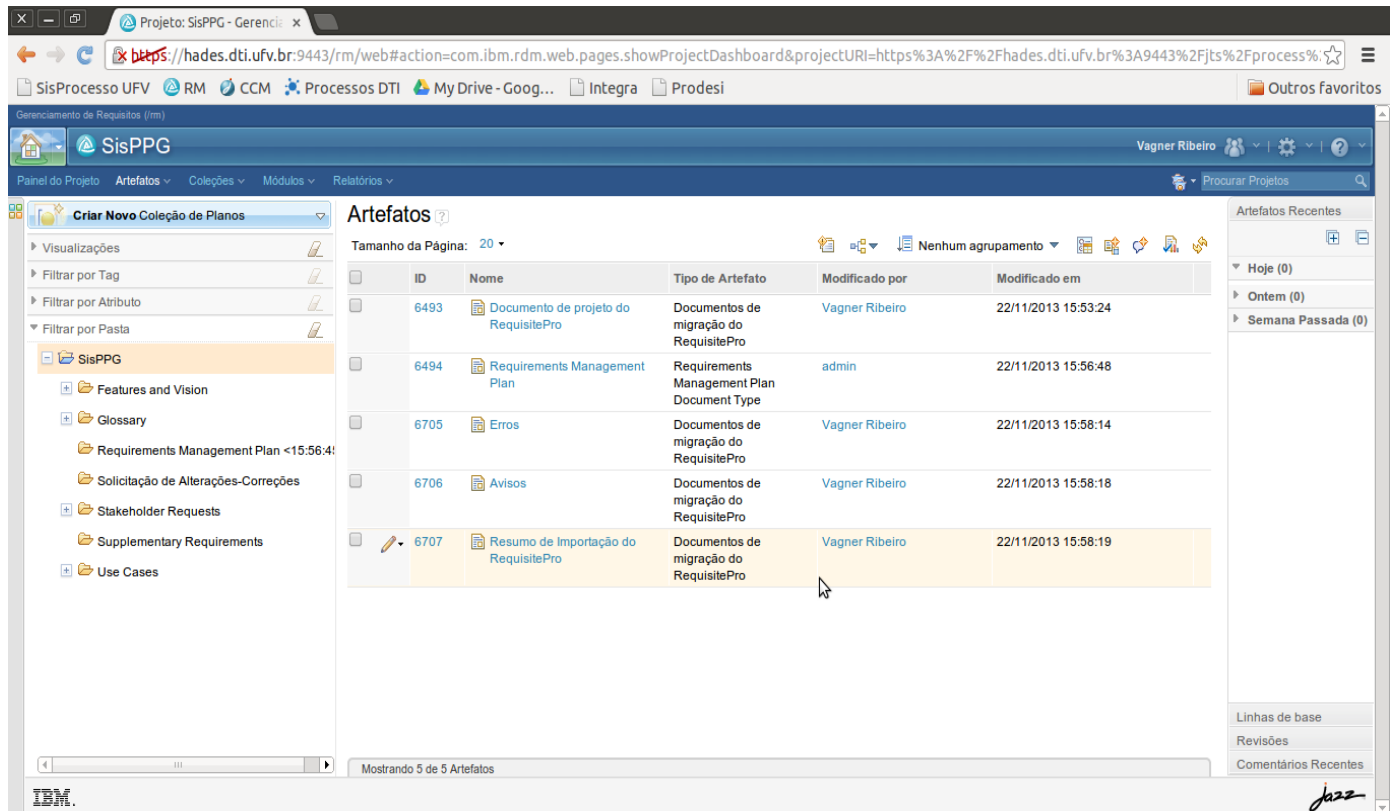 Projeto: SisPPG - Gerencia
https://hades.dti.ufv.br:9443/rm/web#action=com.ibm.rdm.web.pages.showProjectDashboard&projectURI=https%3A%2F%2Fhades.dti.ufv.br%3A9443%2Fjts%2Fprocess%
SisProcesso UFV RM CCM Processos DTI My Drive - Goog... Integra Prodesi Outros favoritos
Gerenciamento de Requisitos (/rm)
SisPPG Vagner Ribeiro
Painel do Projeto Artefatos Coleções Módulos Relatórios Procurar Projetos
Criar Novo Coleção de Planos
Visualizações
Filtrar por Tag
Filtrar por Atributo
Filtrar por Pasta
SisPPG
Features and Vision
Glossary
Requirements Management Plan <15:56:4
Solicitação de Alterações-Correções
Stakeholder Requests
Supplementary Requirements
Use Cases
Artefatos
Tamanho da Página: 20 Nenhum agrupamento
ID Nome Tipo de Artefato Modificado por Modificado em
6493 Documento de projeto do Documentos de Vagner Ribeiro 22/11/2013 15:53:24
RequisitePro migração do
RequisitePro
6494 Requirements Management Requirements admin 22/11/2013 15:56:48
Plan Management Plan
Document Type
6705 Erros Documentos de Vagner Ribeiro 22/11/2013 15:58:14
migração do
RequisitePro
6706 Avisos Documentos de Vagner Ribeiro 22/11/2013 15:58:18
migração do
RequisitePro
6707 Resumo de Importação do Documentos de Vagner Ribeiro 22/11/2013 15:58:19
RequisitePro migração do
RequisitePro
Mostrando 5 de 5 Artefatos
Artefatos Recentes
Hoje (0)
Ontem (0)
Semana Passada (0)
Linhas de base
Revisões
Comentários Recentes
IBM.
jazz